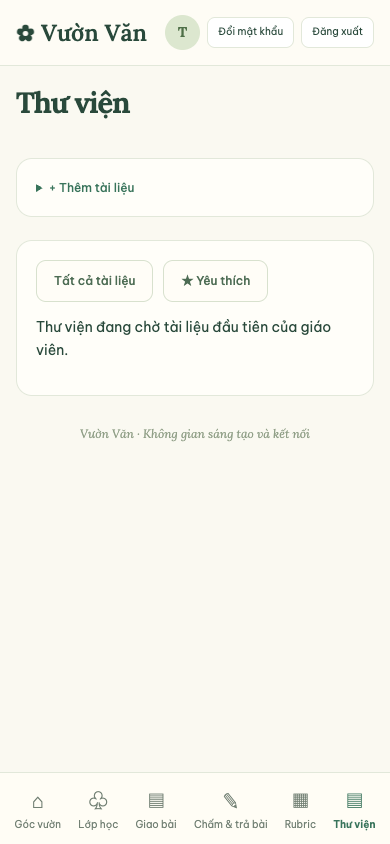 ✿ Vườn Văn
T
Đổi mật khẩu
Đăng xuất
Thư viện
+ Thêm tài liệu
Tất cả tài liệu
★ Yêu thích
Thư viện đang chờ tài liệu đầu tiên của giáo
viên.
Vườn Văn · Không gian sáng tạo và kết nối
Góc vườn
Lớp học
Giao bài
Chấm & trả bài
Rubric
Thư viện